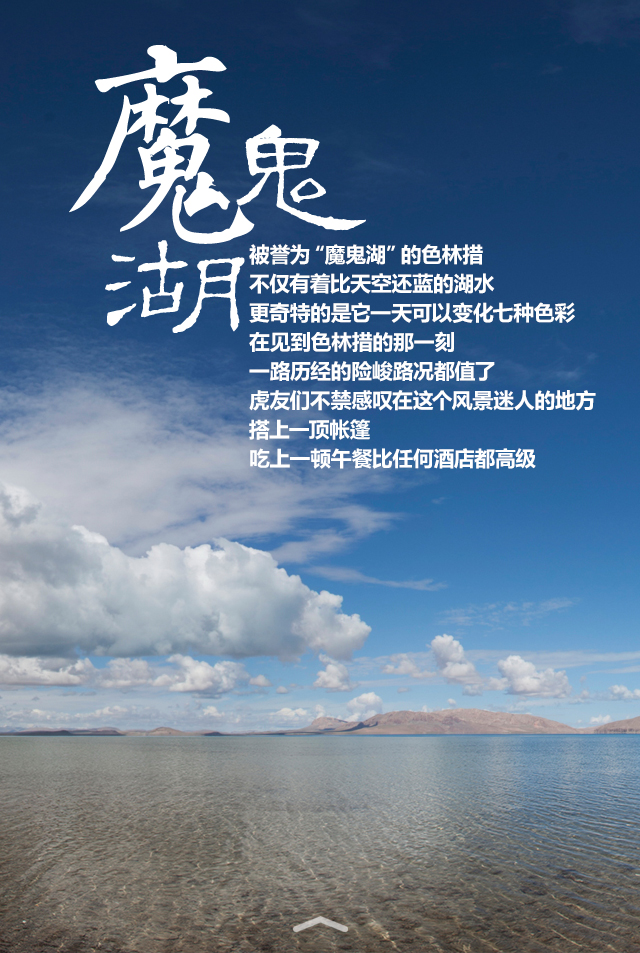 魔鬼
湖
被誉为“魔鬼湖”的色林措
不仅有着比天空还蓝的湖水
更奇特的是它一天可以变化七种色彩
在见到色林措的那一刻
一路历经的险峻路况都值了
虎友们不禁感叹在这个风景迷人的地方
搭上一顶帐篷
吃上一顿午餐比任何酒店都高级